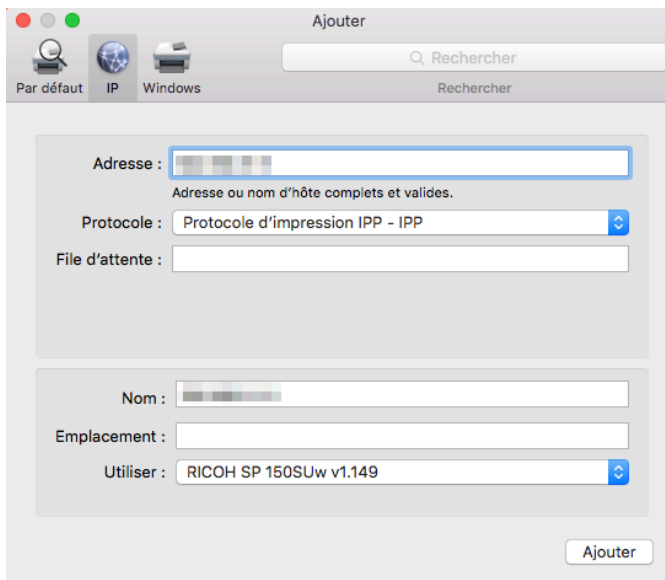 Ajouter
Rechercher
Par défaut IP Windows Rechercher
Adresse :
Adresse ou nom d'hôte complets et valides.
Protocole : Protocole d'impression IPP - IPP
File d'attente :
Nom :
Emplacement :
Utiliser : RICOH SP 150SUw v1.149
Ajouter